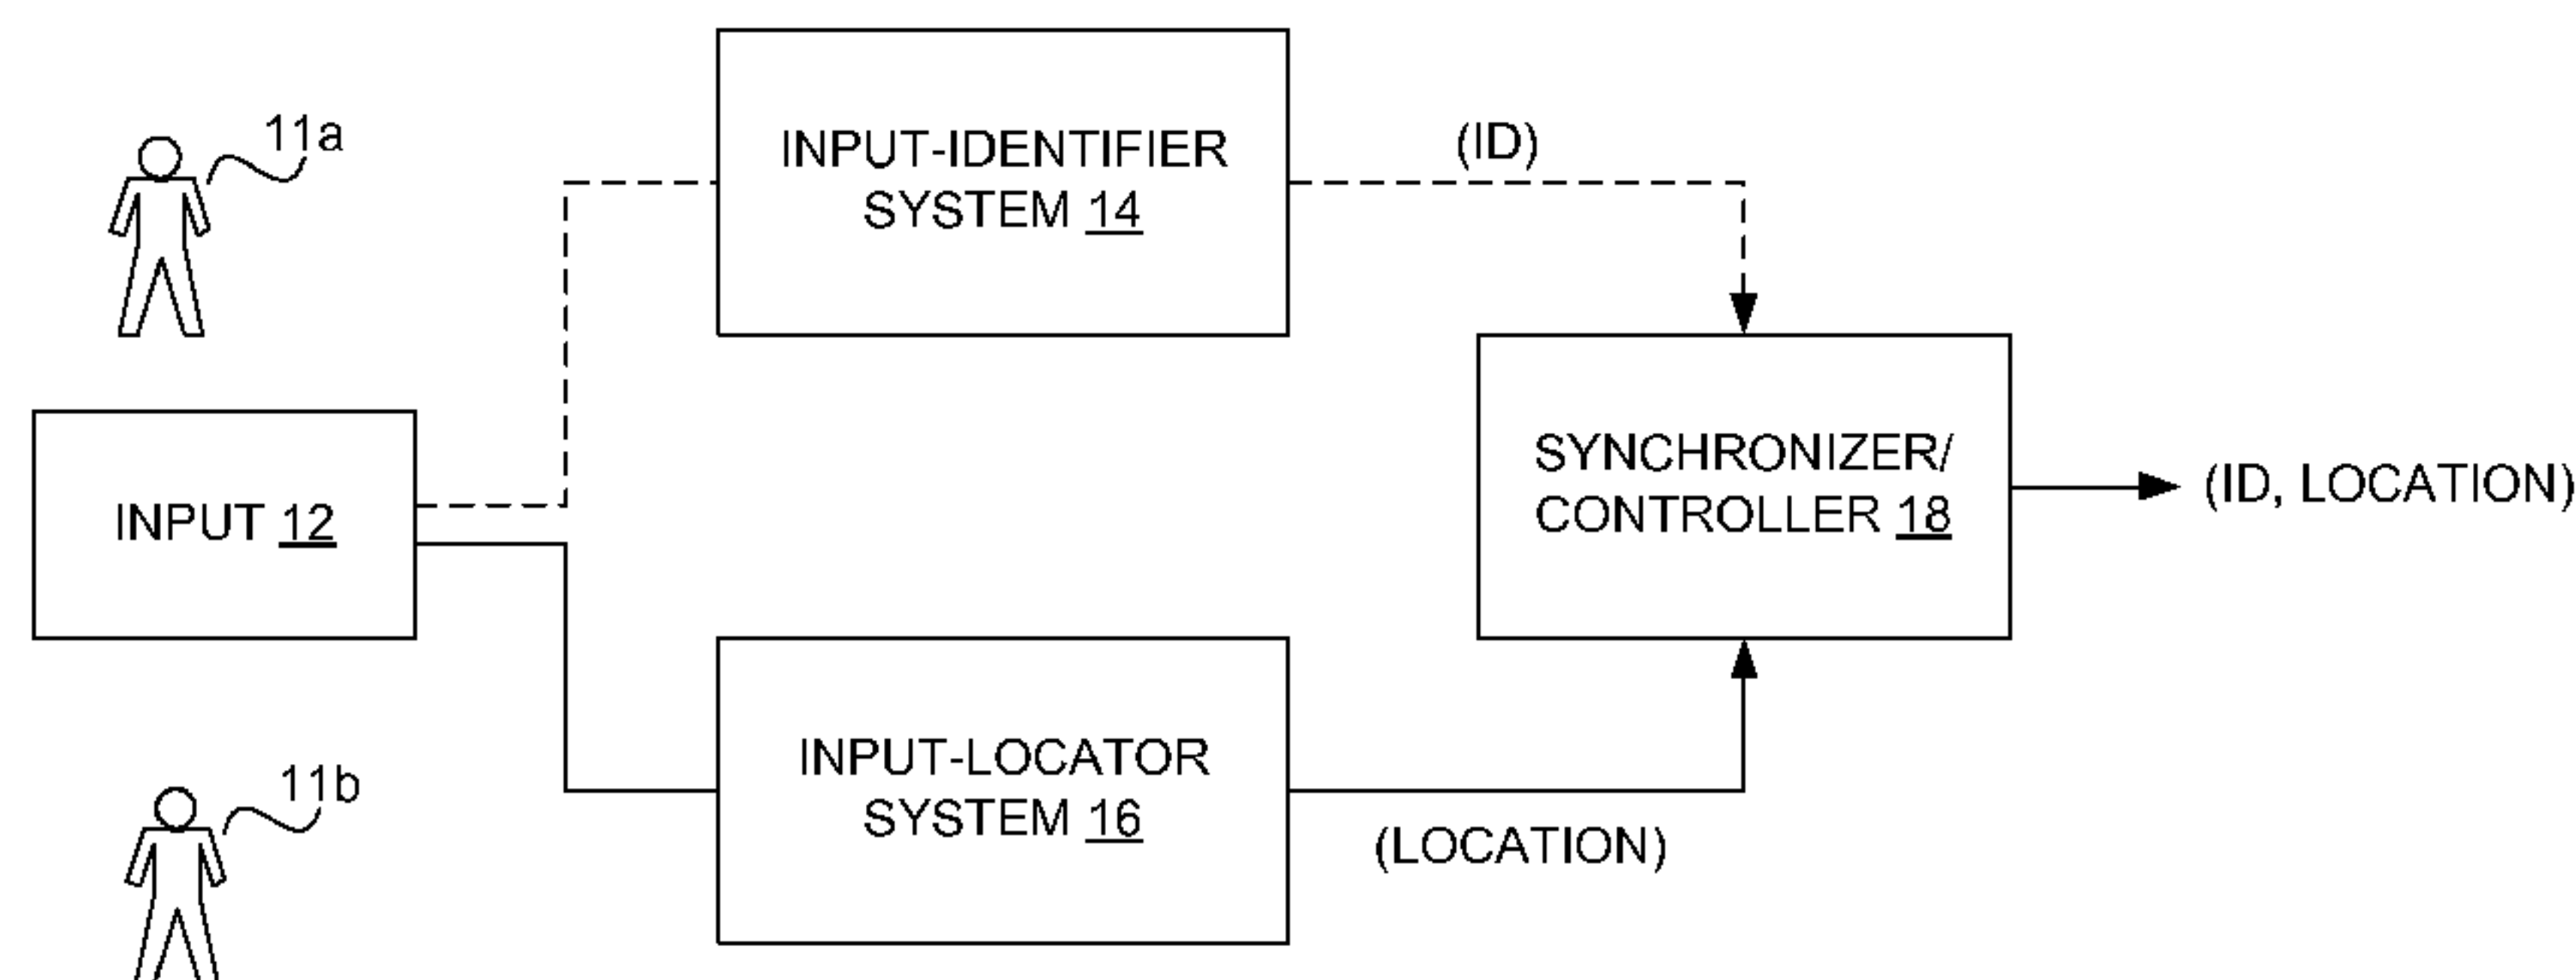 11a
INPUT-IDENTIFIER
SYSTEM 14
(ID)
INPUT 12
SYNCHRONIZER/
CONTROLLER 18
(ID, LOCATION)
11b
INPUT-LOCATOR
SYSTEM 16
(LOCATION)